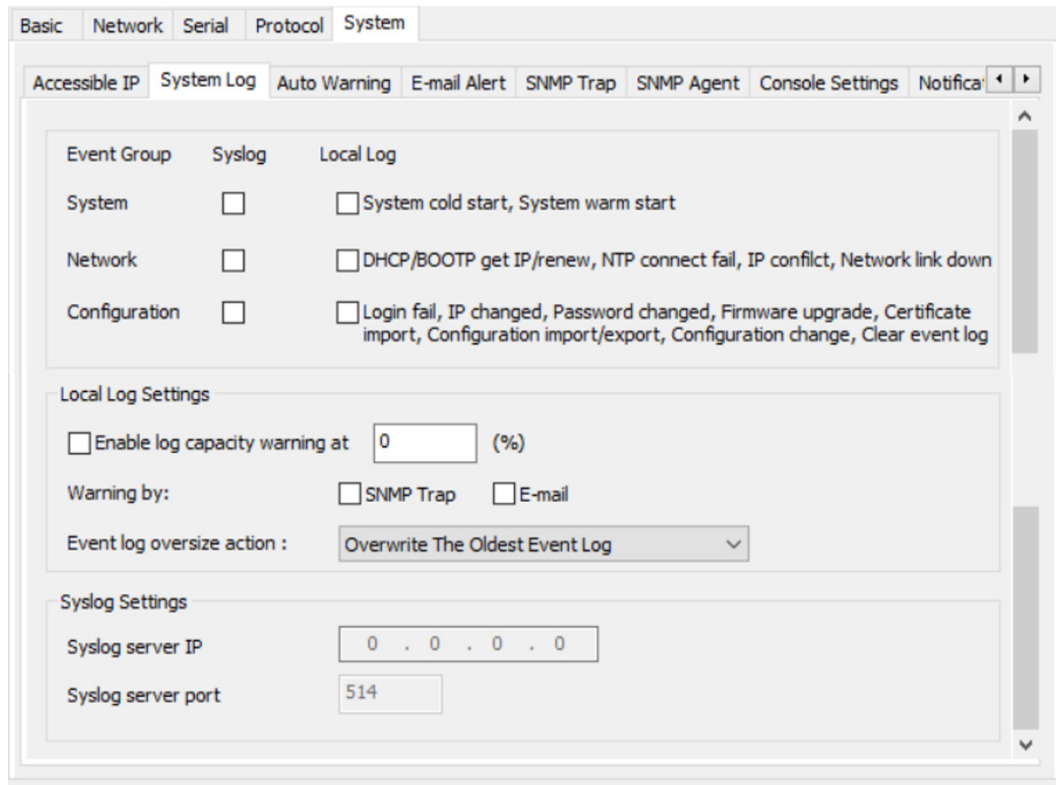 Basic Network Serial Protocol System
Accessible IP System Log Auto Warning E-mail Alert SNMP Trap SNMP Agent Console Settings Notificat
Event Group Syslog Local Log
System System cold start, System warm start
Network DHCP/BOOTP get IP/renew, NTP connect fail, IP confilct, Network link down
Configuration Login fail, IP changed, Password changed, Firmware upgrade, Certificate
import, Configuration import/export, Configuration change, Clear event log
Local Log Settings
Enable log capacity warning at 0 (%)
Warning by: SNMP Trap E-mail
Event log oversize action : Overwrite The Oldest Event Log
Syslog Settings
Syslog server IP 0 . 0 . 0 . 0
Syslog server port 514